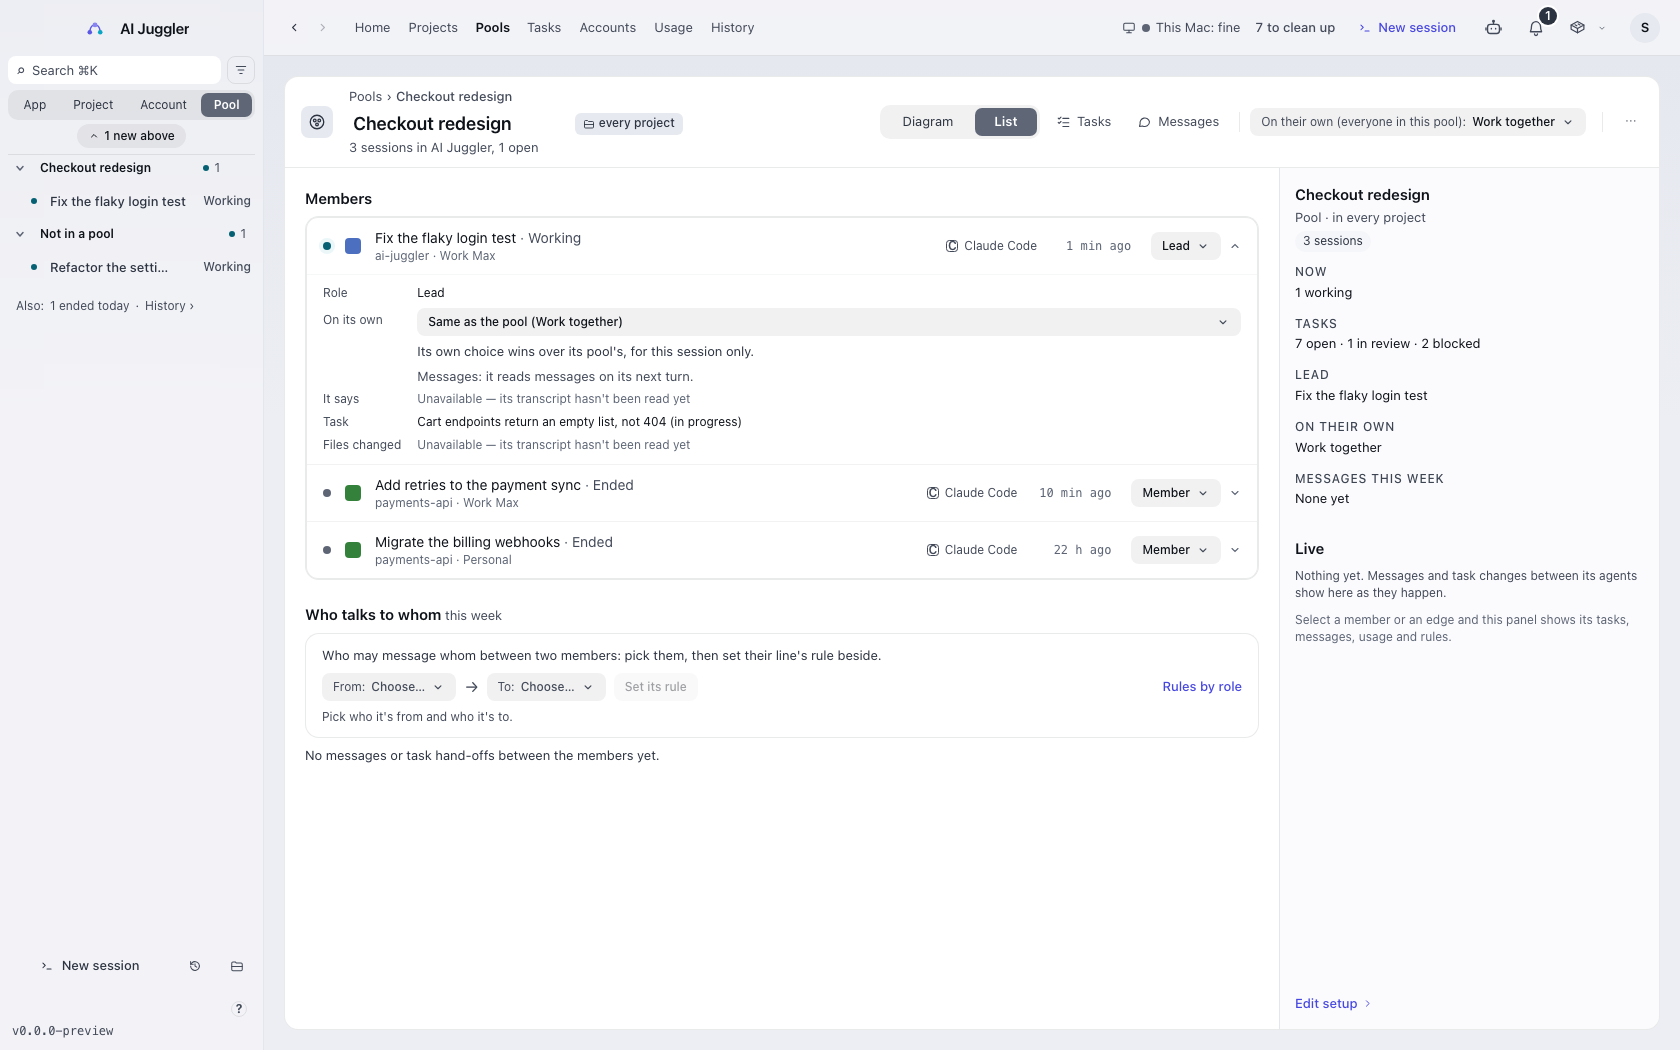 AI Juggler
Search ⌘K
App Project Account Pool
1 new above
Checkout redesign 1
Fix the flaky login test Working
Not in a pool 1
Refactor the setti... Working
Also: 1 ended today · History ›
New session
?
v0.0.0-preview
Home Projects Pools Tasks Accounts Usage History
This Mac: fine 7 to clean up New session 1 S
Pools › Checkout redesign
Checkout redesign every project
3 sessions in AI Juggler, 1 open
Diagram List Tasks Messages On their own (everyone in this pool): Work together ...
Members
Fix the flaky login test · Working
ai-juggler · Work Max
Claude Code 1 min ago Lead
Role Lead
On its own Same as the pool (Work together)
Its own choice wins over its pool's, for this session only.
Messages: it reads messages on its next turn.
It says Unavailable — its transcript hasn't been read yet
Task Cart endpoints return an empty list, not 404 (in progress)
Files changed Unavailable — its transcript hasn't been read yet
Add retries to the payment sync · Ended
payments-api · Work Max
Claude Code 10 min ago Member
Migrate the billing webhooks · Ended
payments-api · Personal
Claude Code 22 h ago Member
Who talks to whom this week
Who may message whom between two members: pick them, then set their line's rule beside.
From: Choose... → To: Choose... Set its rule Rules by role
Pick who it's from and who it's to.
No messages or task hand-offs between the members yet.
Checkout redesign
Pool · in every project
3 sessions
NOW
1 working
TASKS
7 open · 1 in review · 2 blocked
LEAD
Fix the flaky login test
ON THEIR OWN
Work together
MESSAGES THIS WEEK
None yet
Live
Nothing yet. Messages and task changes between its agents
show here as they happen.
Select a member or an edge and this panel shows its tasks,
messages, usage and rules.
Edit setup ›